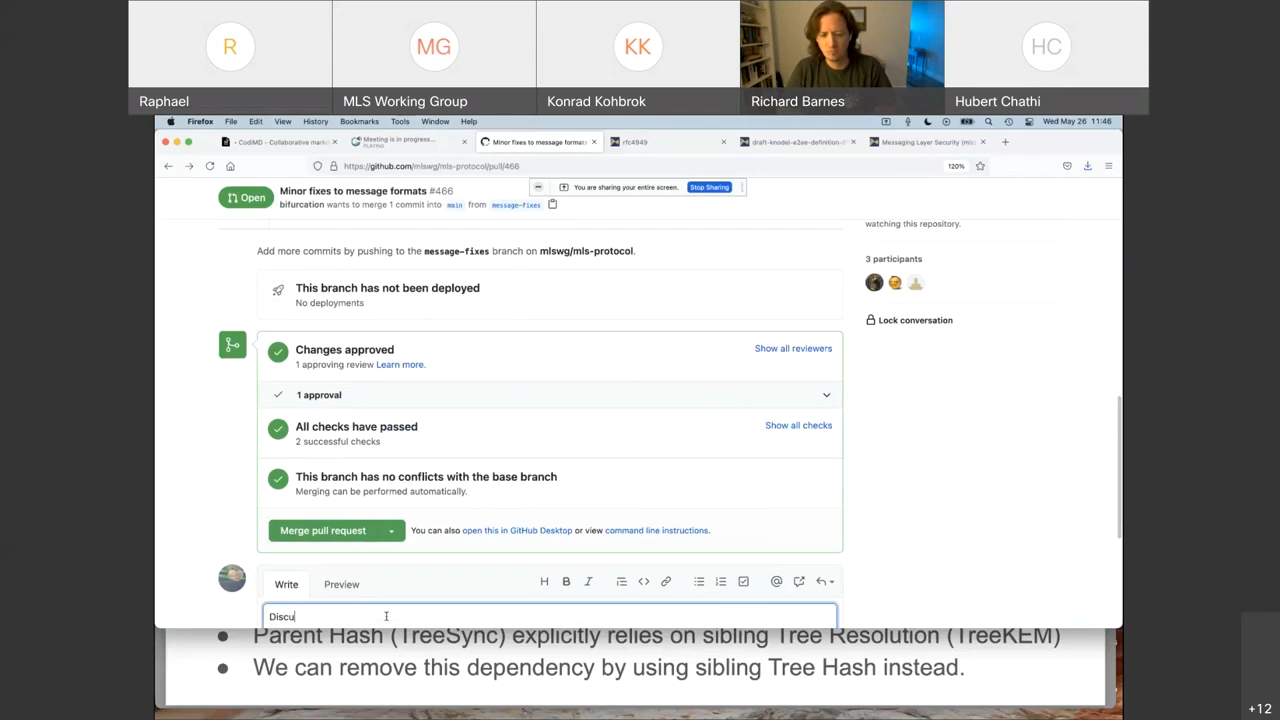 R
MG
KK
HC
Raphael
MLS Working Group
Konrad Kohbrok
Richard Barnes
Hubert Chathi
Firefox File Edit View History Bookmarks Tools Window Help
Wed May 26 11:46
CodiMD - Collaborative mark
Meeting is in progress...
PLAYING
Minor fixes to message formats
rfc4949
draft-knodel-e2ee-definition-
Messaging Layer Security (mls)
https://github.com/mlswg/mls-protocol/pull/466
120%
You are sharing your entire screen.
Stop Sharing
Open
Minor fixes to message formats #466
bifurcation wants to merge 1 commit into main from message-fixes
watching this repository.
Add more commits by pushing to the message-fixes branch on mlswg/mls-protocol.
3 participants
This branch has not been deployed
No deployments
Lock conversation
Changes approved
Show all reviewers
1 approving review Learn more.
1 approval
All checks have passed
Show all checks
2 successful checks
This branch has no conflicts with the base branch
Merging can be performed automatically.
Merge pull request
You can also open this in GitHub Desktop or view command line instructions.
Write
Preview
Discu
Parent Hash (TreeSync) explicitly relies on sibling Tree Resolution (TreeKEM)
We can remove this dependency by using sibling Tree Hash instead.
+12